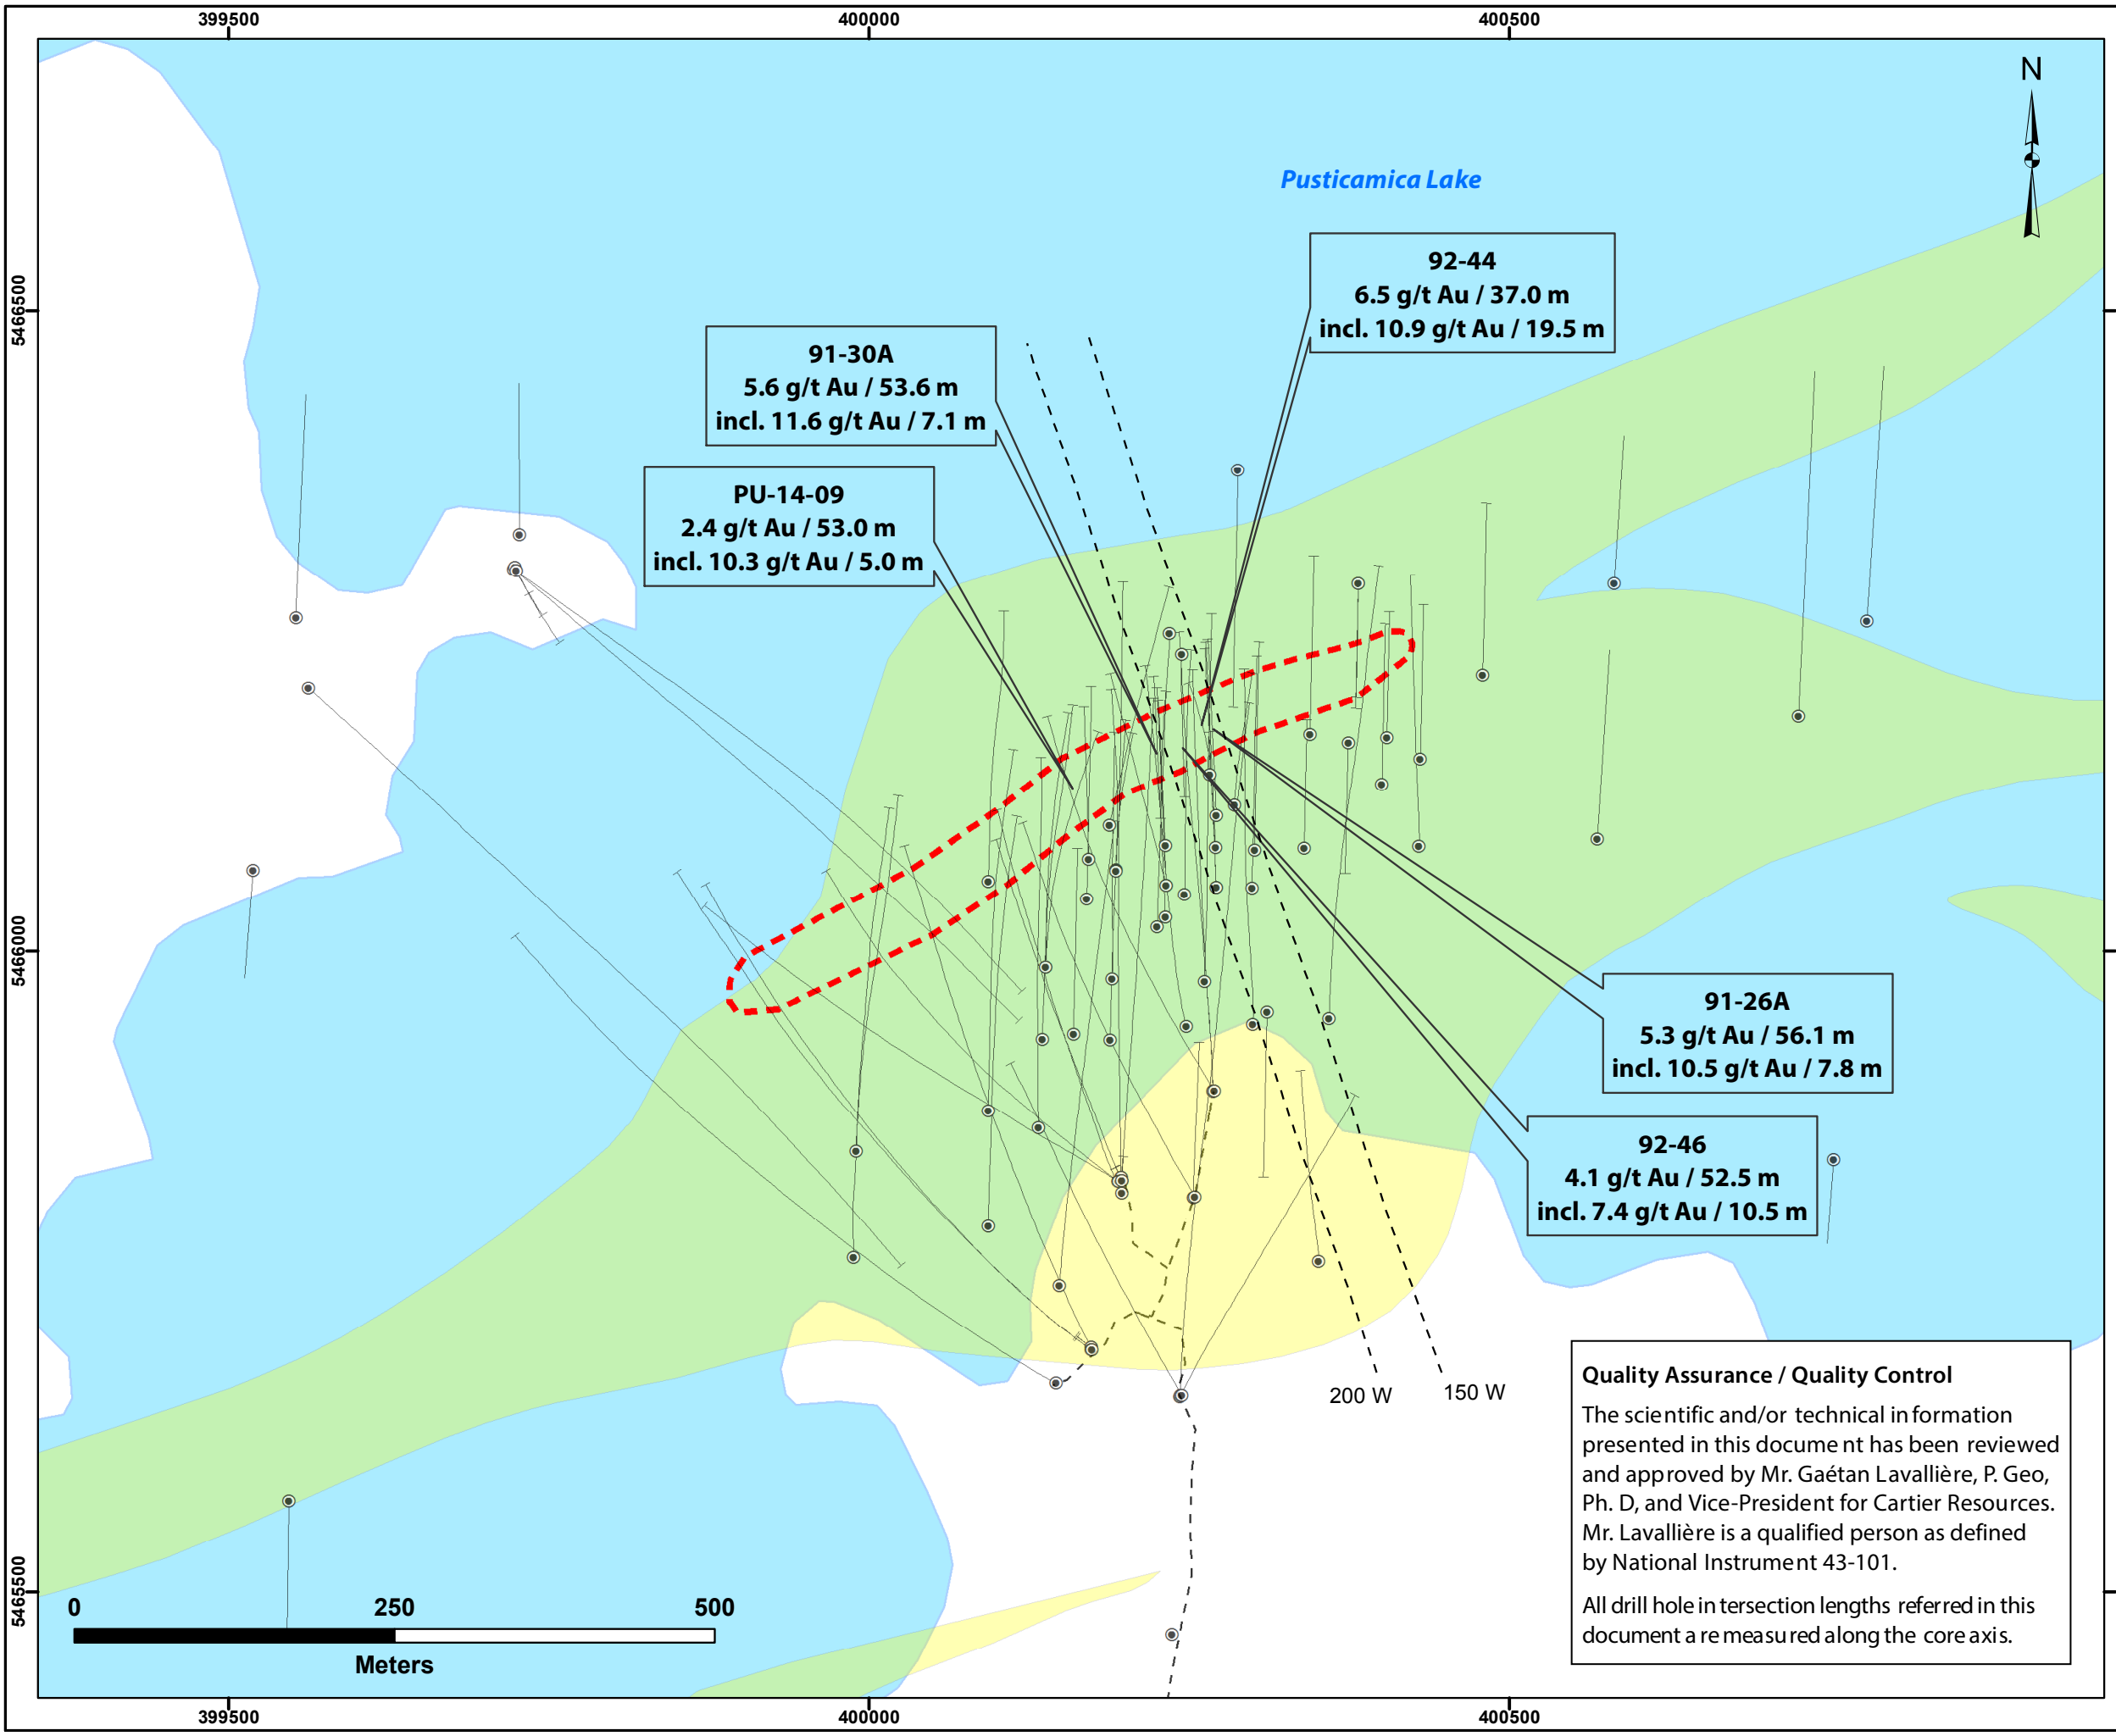 399500
400000
400500
N
Pusticamica Lake
5466500
92-44
6.5 g/t Au / 37.0 m
incl. 10.9 g/t Au / 19.5 m
91-30A
5.6 g/t Au / 53.6 m
incl. 11.6 g/t Au / 7.1 m
PU-14-09
2.4 g/t Au / 53.0 m
incl. 10.3 g/t Au / 5.0 m
5466000
91-26A
5.3 g/t Au / 56.1 m
incl. 10.5 g/t Au / 7.8 m
92-46
4.1 g/t Au / 52.5 m
incl. 7.4 g/t Au / 10.5 m
200 W
150 W
Quality Assurance / Quality Control
The scientific and/or technical information
presented in this document has been reviewed
and approved by Mr. Gaétan Lavallière, P. Geo,
Ph. D, and Vice-President for Cartier Resources.
Mr. Lavallière is a qualified person as defined
by National Instrument 43-101.
All drill hole intersection lengths referred in this
document are measured along the core axis.
5465500
0 250 500
Meters
399500
400000
400500